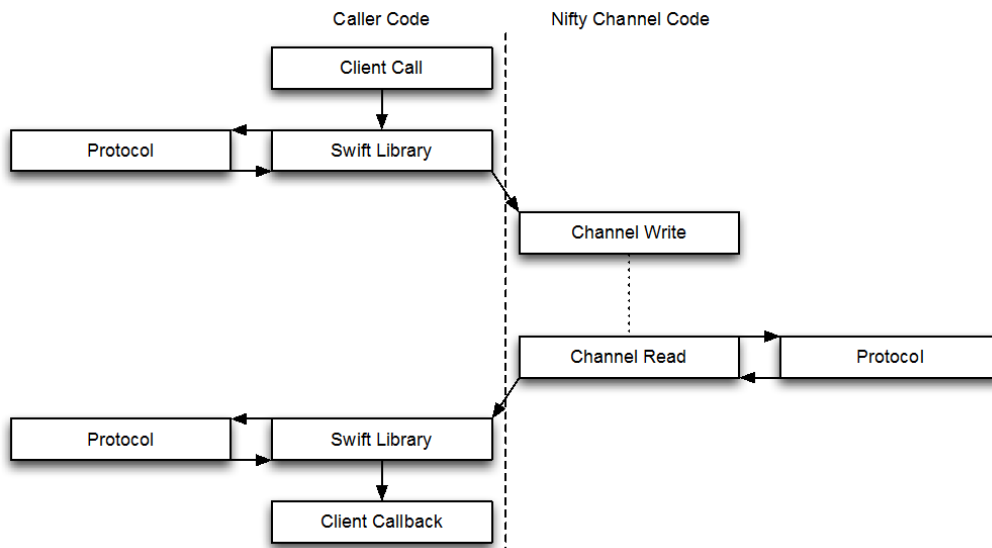 Caller Code
Nifty Channel Code
Client Call
Protocol
Swift Library
Channel Write
Channel Read
Protocol
Protocol
Swift Library
Client Callback